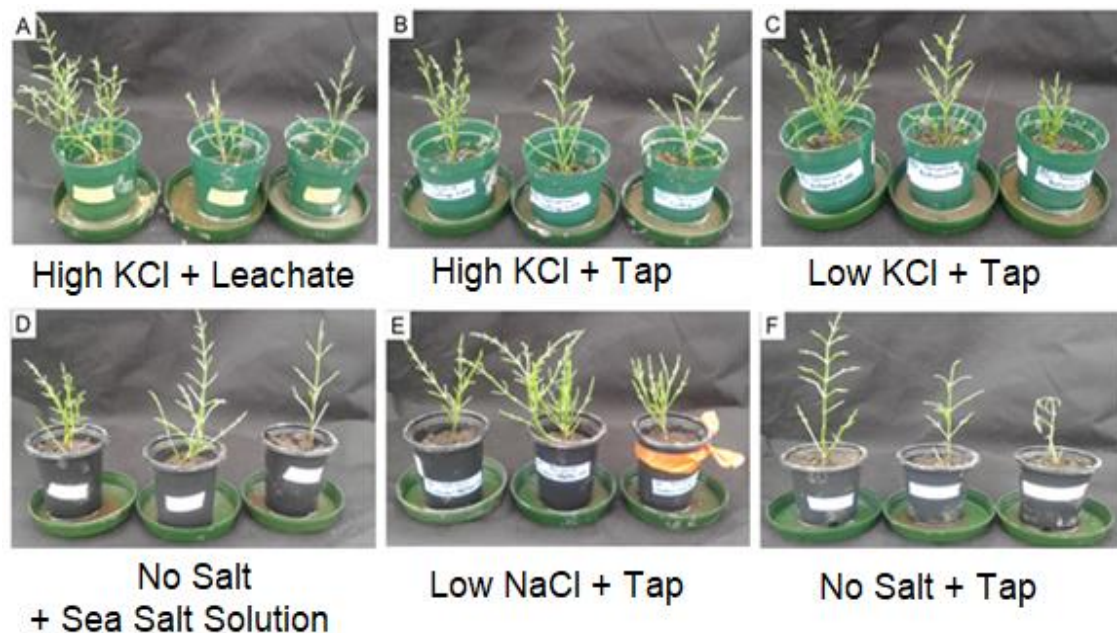 A
B
C
High KCl + Leachate
High KCl + Tap
Low KCl + Tap
D
E
F
No Salt
+ Sea Salt Solution
Low NaCl + Tap
No Salt + Tap